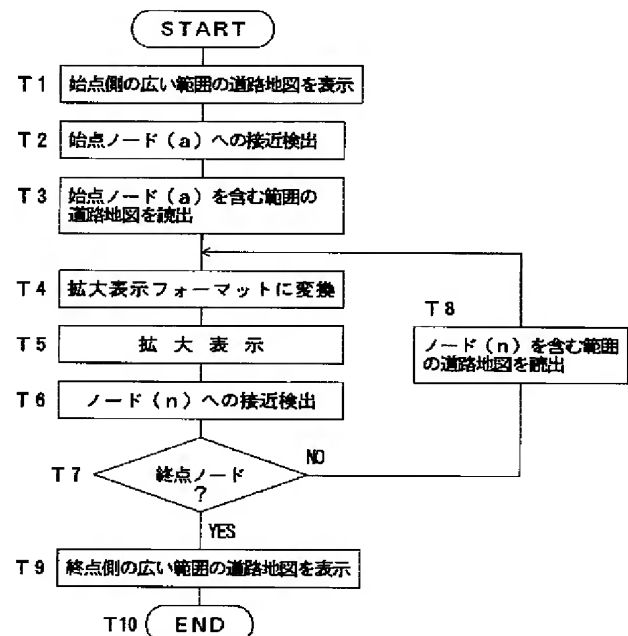 START
T1 始点側の広い範囲の道路地図を表示
T2 始点ノード(a)への接近検出
T3 始点ノード(a)を含む範囲の
道路地図を読出
T4 拡大表示フォーマットに変換
T8
ノード(n)を含む範囲
の道路地図を読出
T5 拡大表示
T6 ノード(n)への接近検出
T7 終点ノード
?
NO
YES
T9 終点側の広い範囲の道路地図を表示
T10 END